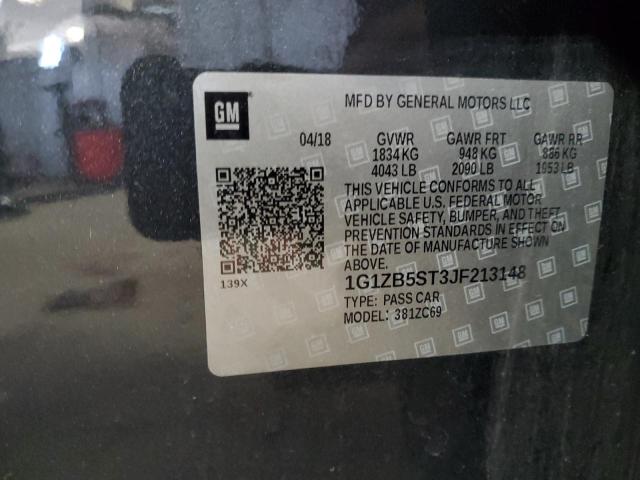 GM
MFD BY GENERAL MOTORS LLC
04/18 GVWR GAWR FRT GAWR RR
1834 KG 948 KG 886 KG
4043 LB 2090 LB 1953 LB
THIS VEHICLE CONFORMS TO ALL
APPLICABLE U.S. FEDERAL MOTOR
VEHICLE SAFETY, BUMPER, AND THEFT
PREVENTION STANDARDS IN EFFECT ON
THE DATE OF MANUFACTURE SHOWN
ABOVE.
139X
1G1ZB5ST3JF213148
TYPE: PASS CAR
MODEL: 381ZC69